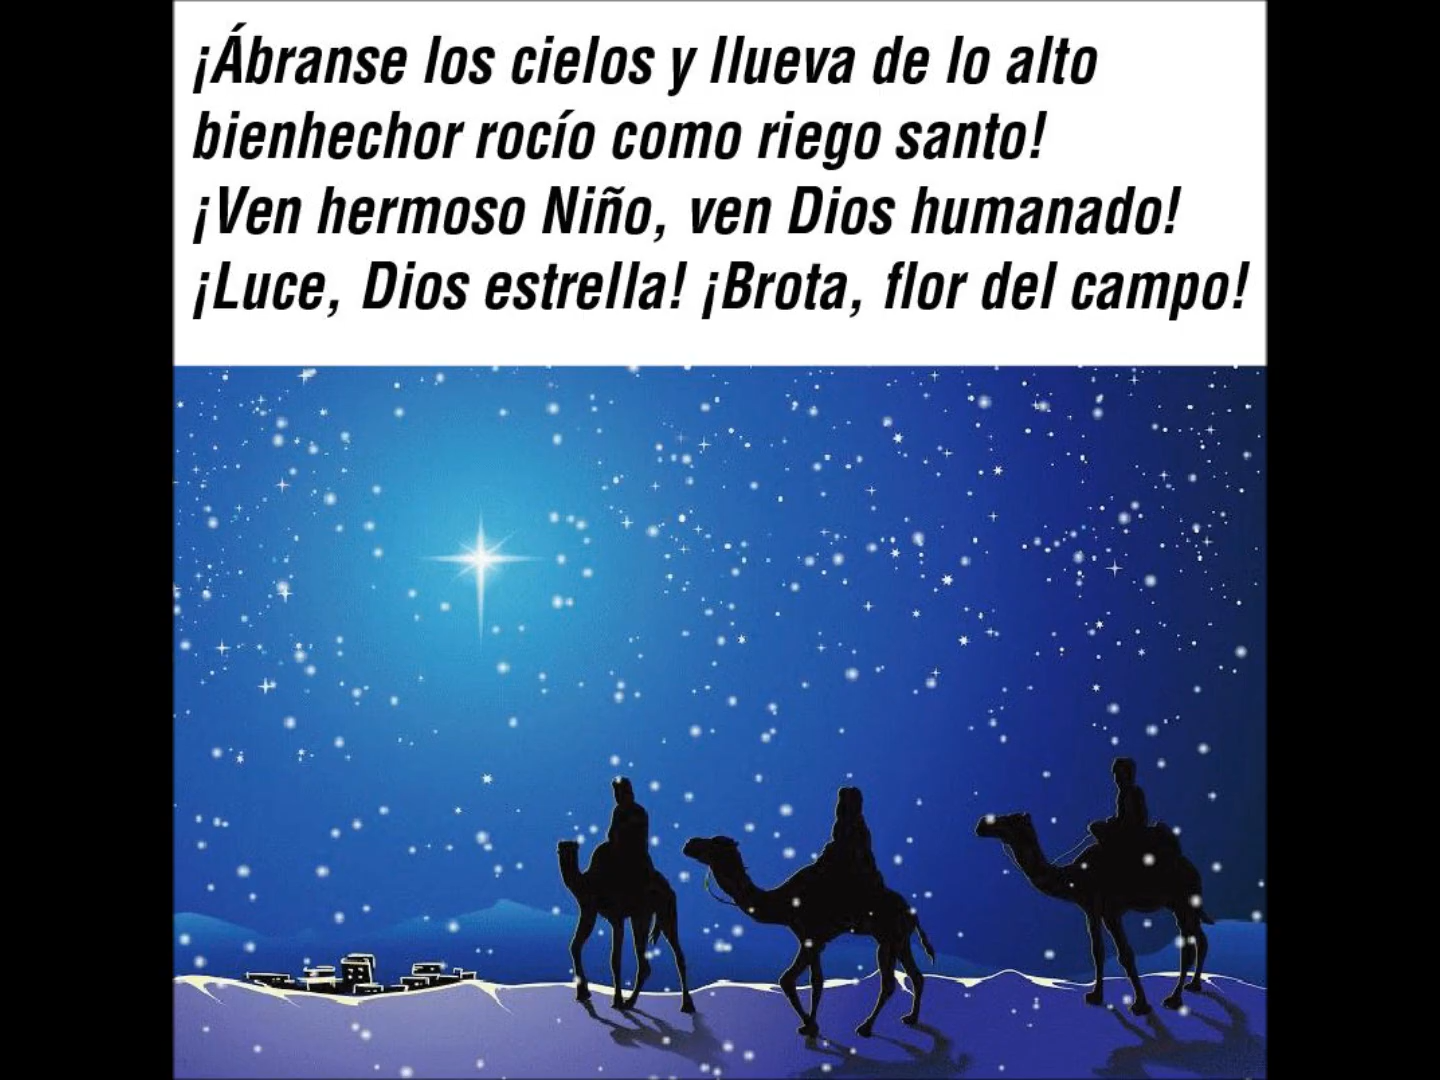 ¡Ábranse los cielos y llueva de lo alto
bienhechor rocío como riego santo!
¡Ven hermoso Niño, ven Dios humanado!
¡Luce, Dios estrella! ¡Brota, flor del campo!